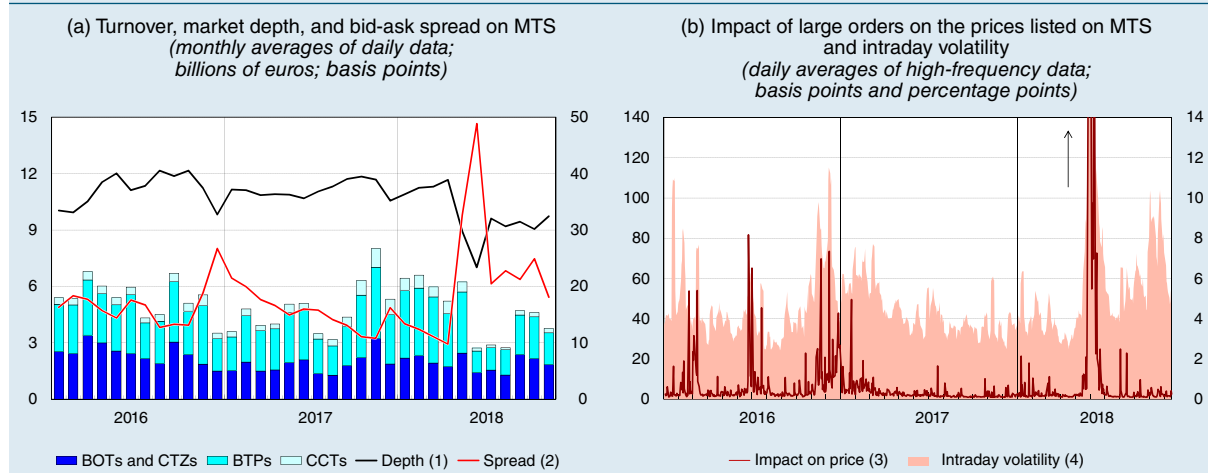 (a) Turnover, market depth, and bid-ask spread on MTS
(monthly averages of daily data;
billions of euros; basis points)
15
12
9
6
3
0
50
40
30
20
10
0
2016
2017
2018
BOTs and CTZs
BTPs
CCTs
Depth (1)
Spread (2)
(b) Impact of large orders on the prices listed on MTS
and intraday volatility
(daily averages of high-frequency data;
basis points and percentage points)
140
120
100
80
60
40
20
0
14
12
10
8
6
4
2
0
2016
2017
2018
Impact on price (3)
Intraday volatility (4)